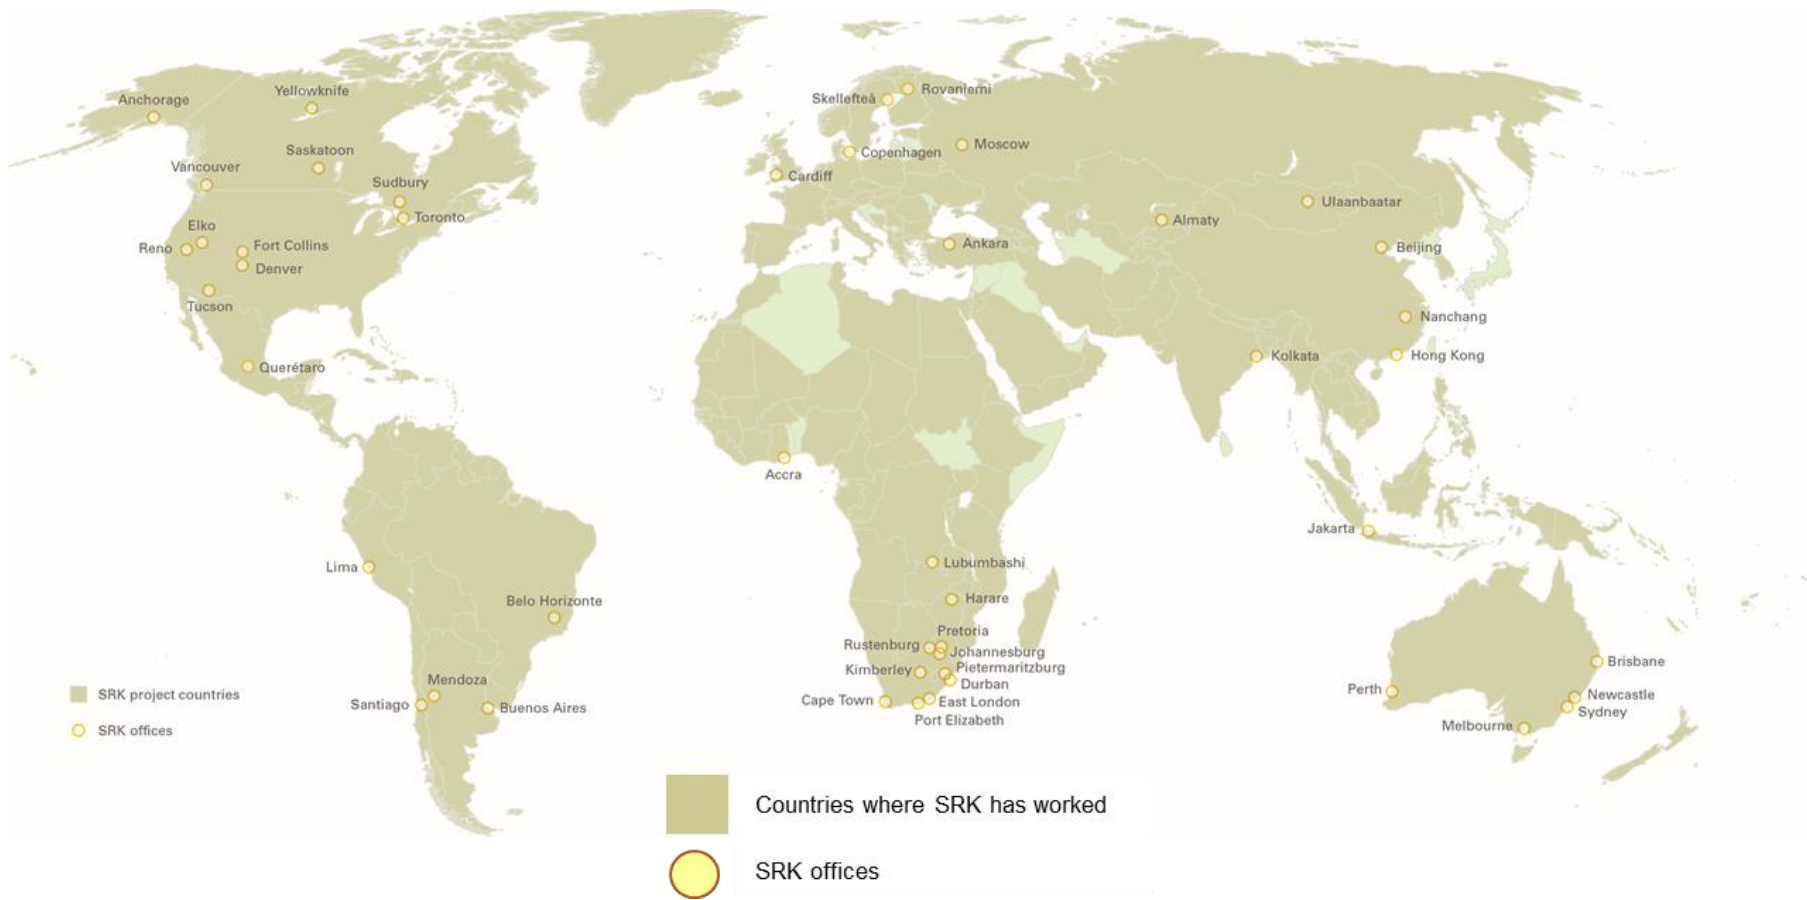 Anchorage
Yellowknife
Vancouver
Saskatoon
Sudbury
Toronto
Elko
Reno
Fort Collins
Denver
Tucson
Querétaro
Lima
Belo Horizonte
Mendoza
Santiago
Buenos Aires
Skellefteå
Rovaniemi
Moscow
Copenhagen
Cardiff
Ankara
Accra
Lubumbashi
Harare
Pretoria
Rustenburg
Johannesburg
Kimberley
Pietermaritzburg
Durban
Cape Town
East London
Port Elizabeth
Almaty
Ulaanbaatar
Beijing
Nanchang
Kolkata
Hong Kong
Jakarta
Brisbane
Perth
Newcastle
Sydney
Melbourne
SRK project countries
SRK offices
Countries where SRK has worked
SRK offices